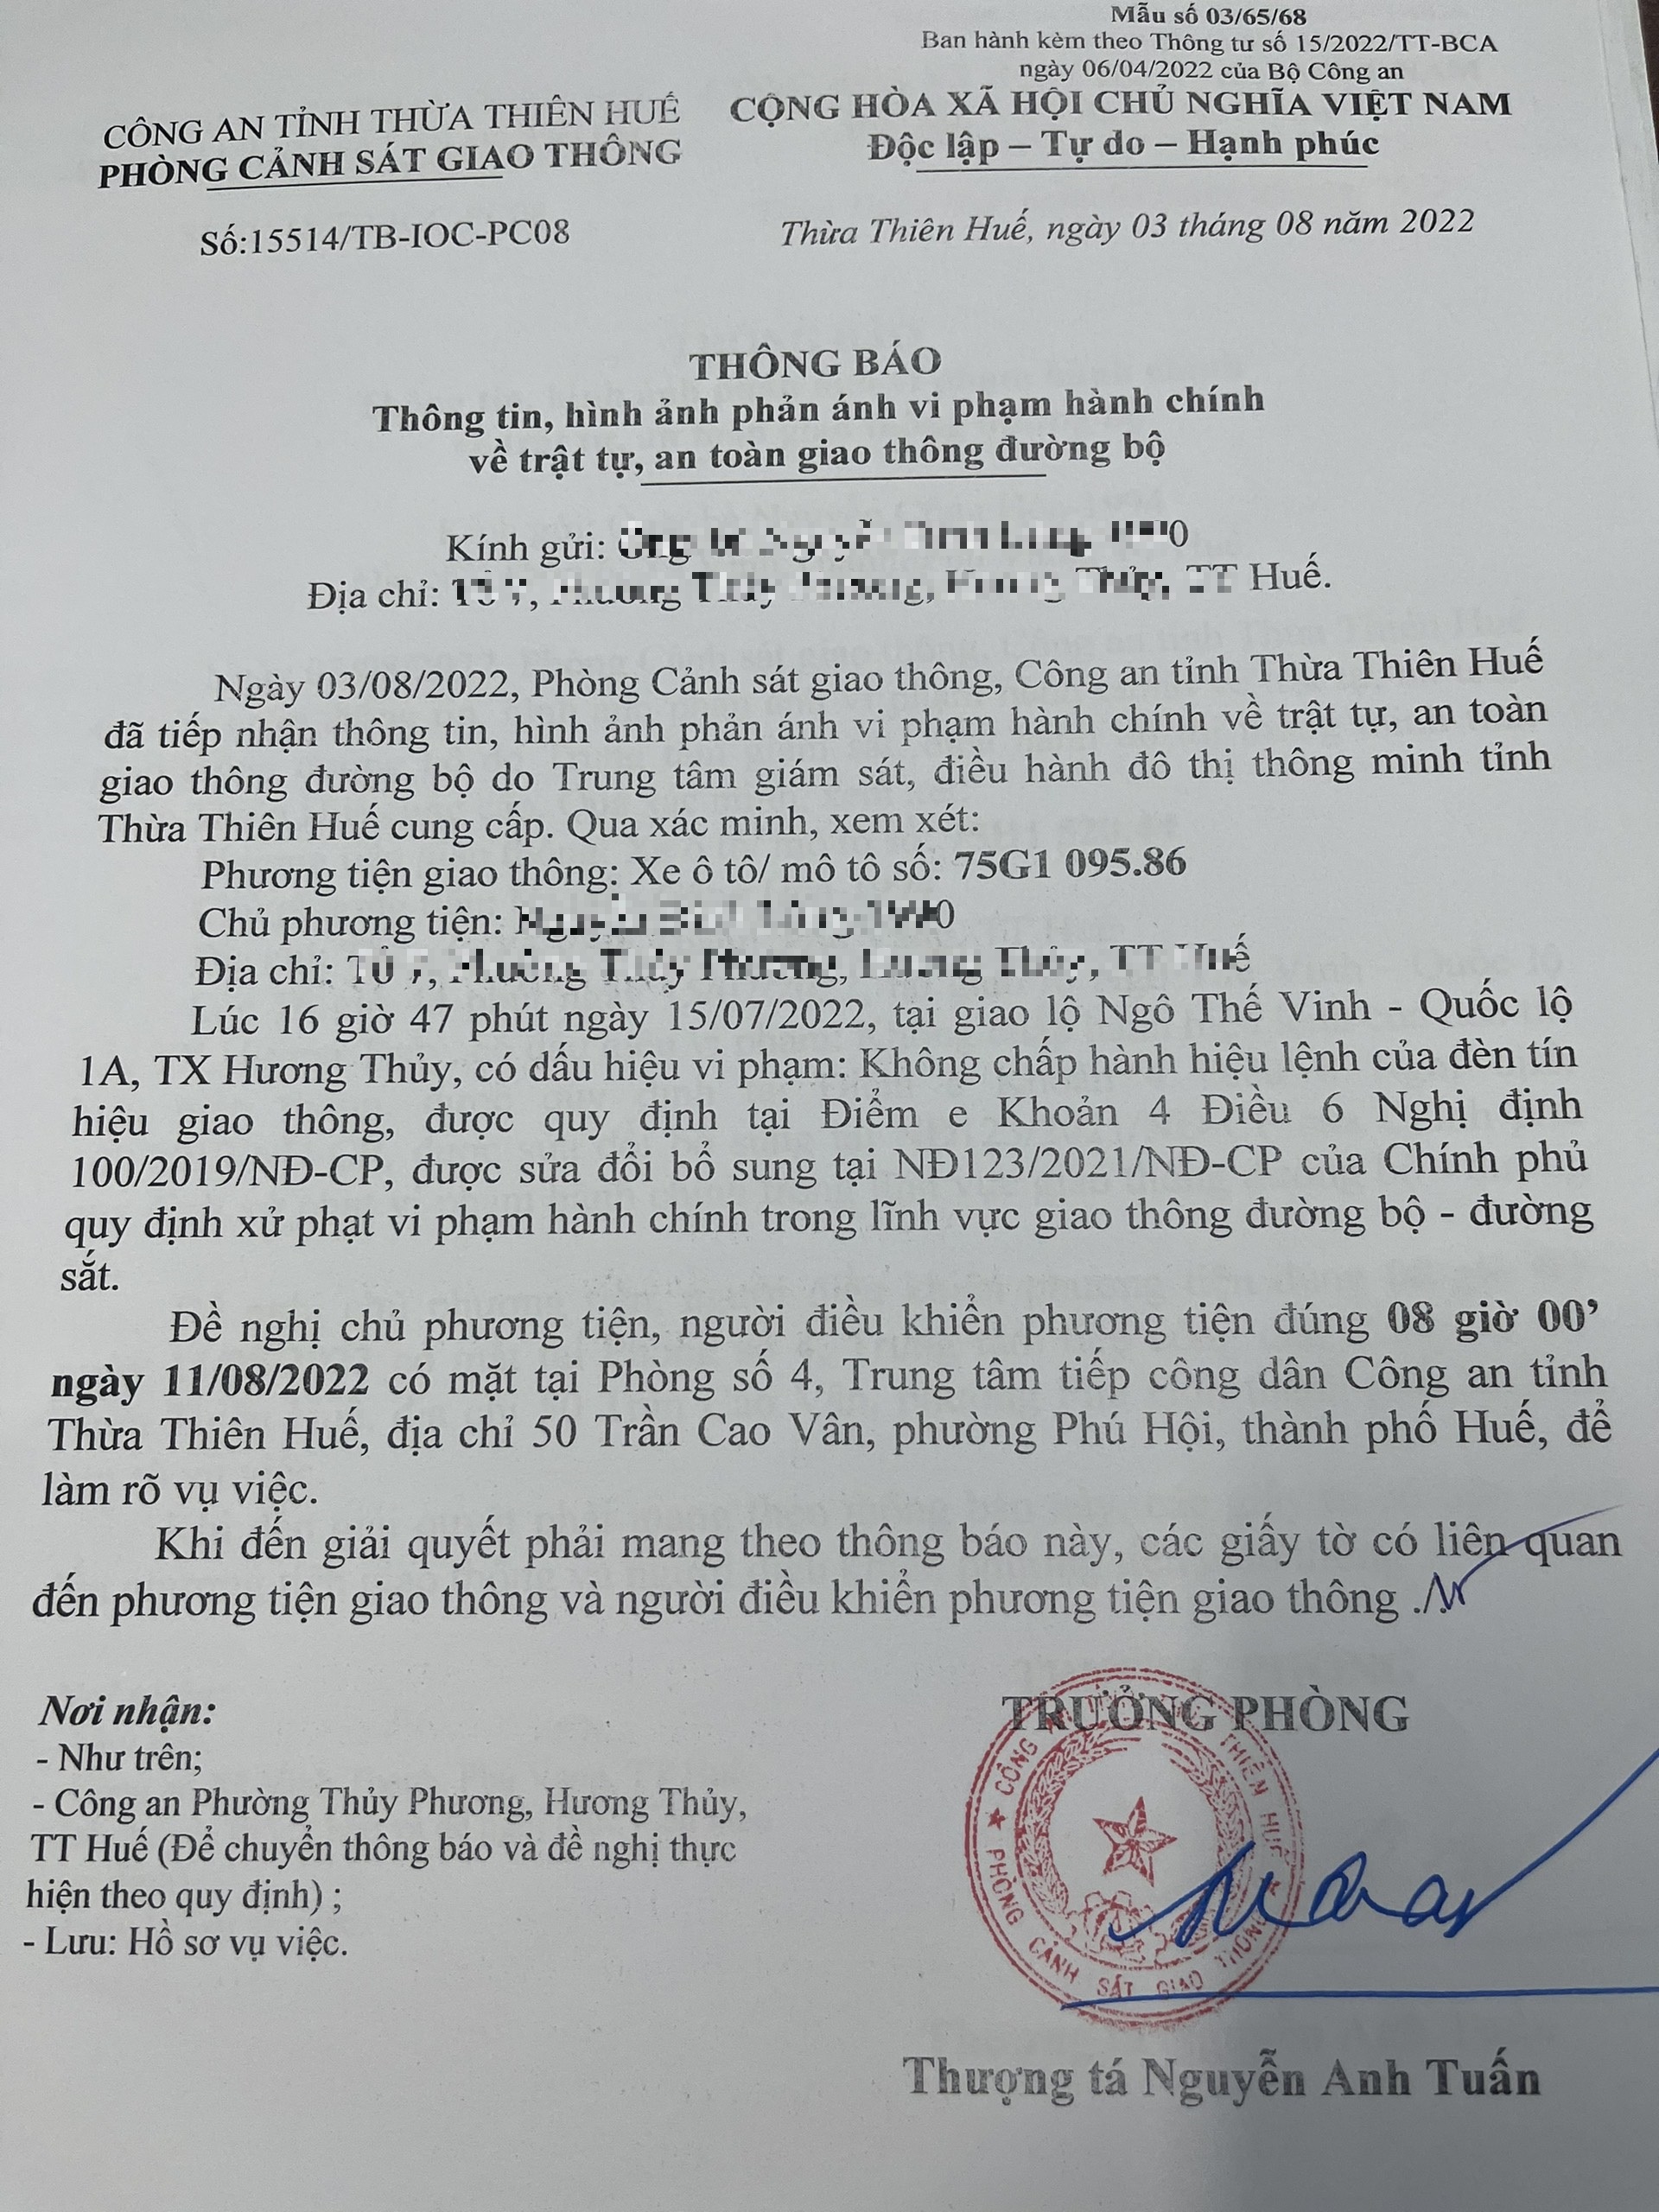 Mẫu số 03/65/68
Ban hành kèm theo Thông tư số 15/2022/TT-BCA
ngày 06/04/2022 của Bộ Công an
CÔNG AN TỈNH THỪA THIÊN HUẾ
PHÒNG CẢNH SÁT GIAO THÔNG
CỘNG HÒA XÃ HỘI CHỦ NGHĨA VIỆT NAM
Độc lập – Tự do – Hạnh phúc
Số:15514/TB-IOC-PC08
Thừa Thiên Huế, ngày 03 tháng 08 năm 2022
THÔNG BÁO
Thông tin, hình ảnh phản ánh vi phạm hành chính
về trật tự, an toàn giao thông đường bộ
Kính gửi:
Địa chỉ: Huế.
Ngày 03/08/2022, Phòng Cảnh sát giao thông, Công an tỉnh Thừa Thiên Huế
đã tiếp nhận thông tin, hình ảnh phản ánh vi phạm hành chính về trật tự, an toàn
giao thông đường bộ do Trung tâm giám sát, điều hành đô thị thông minh tỉnh
Thừa Thiên Huế cung cấp. Qua xác minh, xem xét:
Phương tiện giao thông: Xe ô tô/ mô tô số: 75G1 095.86
Chủ phương tiện:
Địa chỉ:
Lúc 16 giờ 47 phút ngày 15/07/2022, tại giao lộ Ngô Thế Vinh - Quốc lộ
1A, TX Hương Thủy, có dấu hiệu vi phạm: Không chấp hành hiệu lệnh của đèn tín
hiệu giao thông, được quy định tại Điểm e Khoản 4 Điều 6 Nghị định
100/2019/NĐ-CP, được sửa đổi bổ sung tại NĐ123/2021/NĐ-CP của Chính phủ
quy định xử phạt vi phạm hành chính trong lĩnh vực giao thông đường bộ - đường
sắt.
Đề nghị chủ phương tiện, người điều khiển phương tiện đúng 08 giờ 00’
ngày 11/08/2022 có mặt tại Phòng số 4, Trung tâm tiếp công dân Công an tỉnh
Thừa Thiên Huế, địa chỉ 50 Trần Cao Vân, phường Phú Hội, thành phố Huế, để
làm rõ vụ việc.
Khi đến giải quyết phải mang theo thông báo này, các giấy tờ có liên quan
đến phương tiện giao thông và người điều khiển phương tiện giao thông ./.
Nơi nhận:
- Như trên;
- Công an Phường Thủy Phương, Hương Thủy,
TT Huế (Để chuyển thông báo và đề nghị thực
hiện theo quy định) ;
- Lưu: Hồ sơ vụ việc.
TRƯỞNG PHÒNG
CÔNG THIÊN HUẾ
PHÒNG CẢNH SÁT GIAO THÔNG
Thượng tá Nguyễn Anh Tuấn